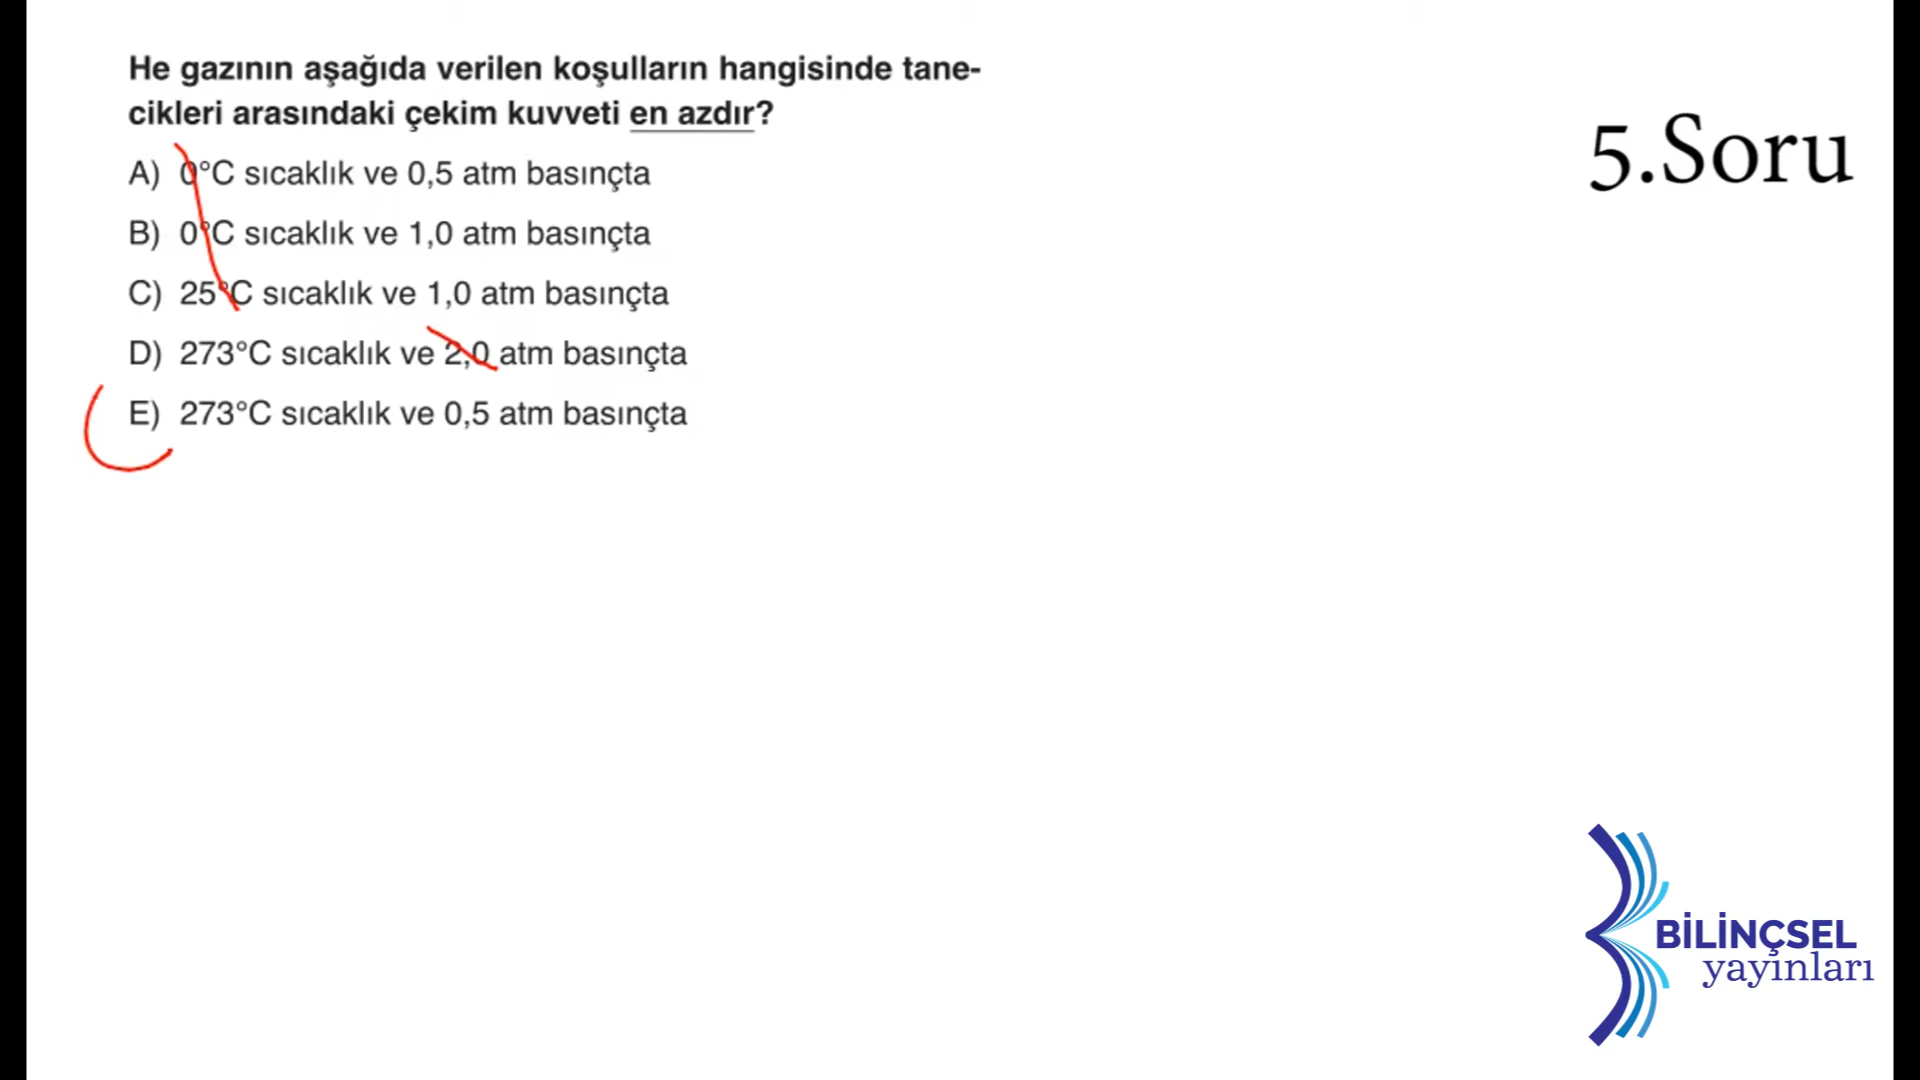 He gazının aşağıda verilen koşulların hangisinde tane-
cikleri arasındaki çekim kuvveti en azdır?
A) 0°C sıcaklık ve 0,5 atm basınçta
B) 0°C sıcaklık ve 1,0 atm basınçta
C) 25°C sıcaklık ve 1,0 atm basınçta
D) 273°C sıcaklık ve 2,0 atm basınçta
E) 273°C sıcaklık ve 0,5 atm basınçta
5.Soru
BİLİNÇSEL
yayınları